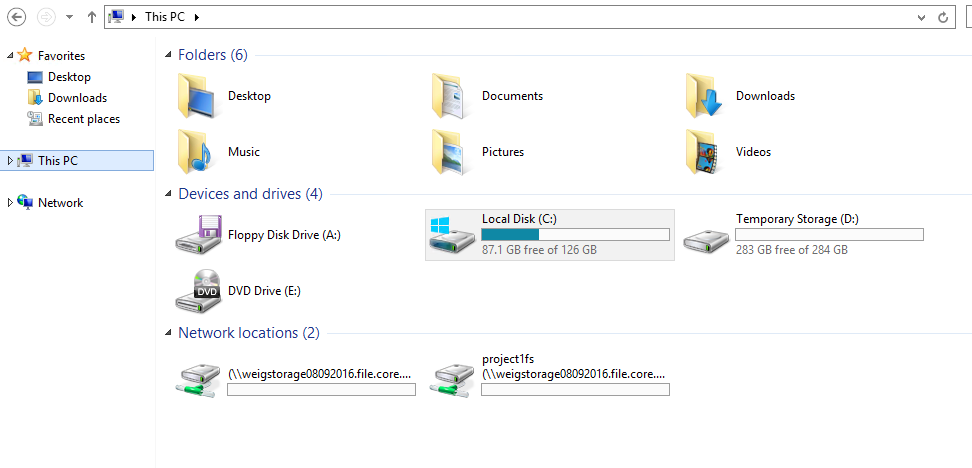 This PC
Favorites
Desktop
Downloads
Recent places
This PC
Network
Folders (6)
Desktop
Documents
Downloads
Music
Pictures
Videos
Devices and drives (4)
Floppy Disk Drive (A:)
Local Disk (C:)
87.1 GB free of 126 GB
Temporary Storage (D:)
283 GB free of 284 GB
DVD
DVD Drive (E:)
Network locations (2)
(\\weigstorage08092016.file.core....
project1fs
(\\weigstorage08092016.file.core....